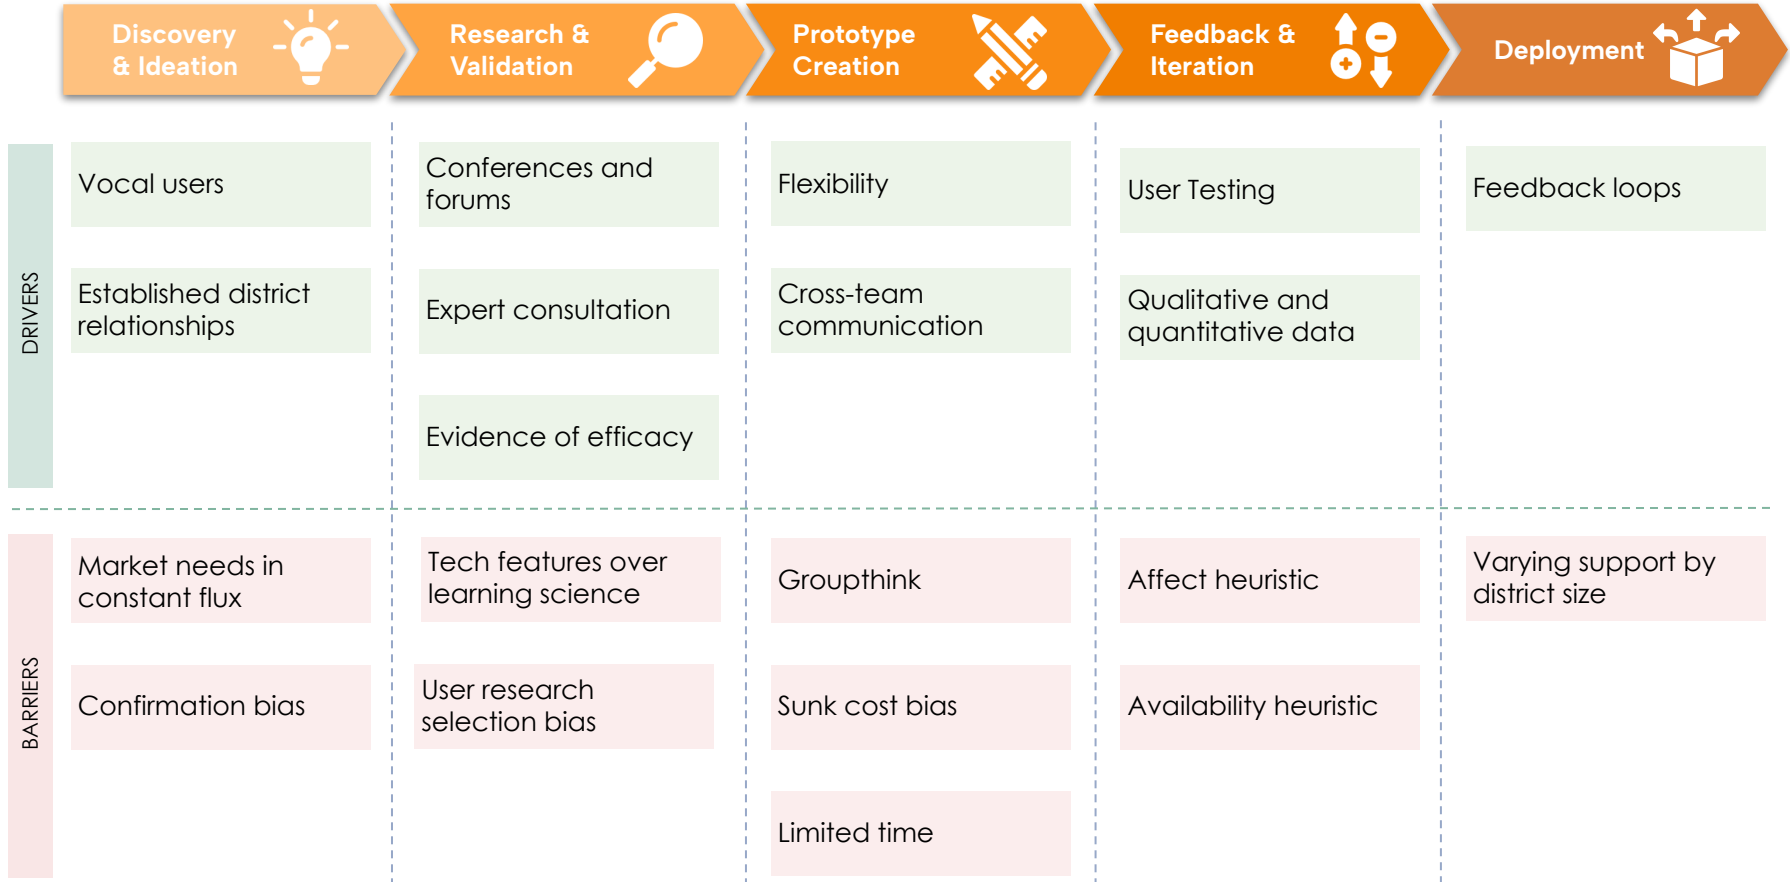 Discovery
& Ideation
Research &
Validation
Prototype
Creation
Feedback &
Iteration
Deployment
DRIVERS
Vocal users
Established district
relationships
Conferences and
forums
Expert consultation
Evidence of efficacy
Flexibility
Cross-team
communication
User Testing
Qualitative and
quantitative data
Feedback loops
BARRIERS
Market needs in
constant flux
Confirmation bias
Tech features over
learning science
User research
selection bias
Groupthink
Sunk cost bias
Limited time
Affect heuristic
Availability heuristic
Varying support by
district size